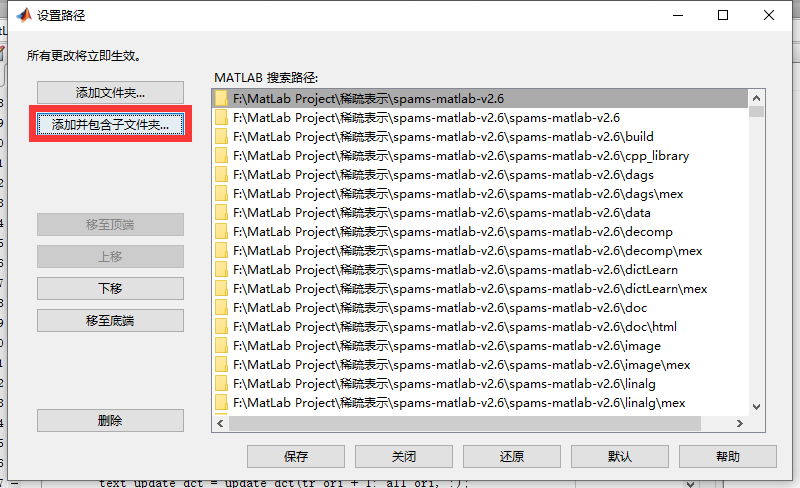 设置路径
所有更改将立即生效。
添加文件夹...
添加并包含子文件夹...
移至顶端
上移
下移
移至底端
删除
MATLAB 搜索路径:
F:\MatLab Project\稀疏表示\spams-matlab-v2.6
F:\MatLab Project\稀疏表示\spams-matlab-v2.6\spams-matlab-v2.6
F:\MatLab Project\稀疏表示\spams-matlab-v2.6\spams-matlab-v2.6\build
F:\MatLab Project\稀疏表示\spams-matlab-v2.6\spams-matlab-v2.6\cpp_library
F:\MatLab Project\稀疏表示\spams-matlab-v2.6\spams-matlab-v2.6\dags
F:\MatLab Project\稀疏表示\spams-matlab-v2.6\spams-matlab-v2.6\dags\mex
F:\MatLab Project\稀疏表示\spams-matlab-v2.6\spams-matlab-v2.6\data
F:\MatLab Project\稀疏表示\spams-matlab-v2.6\spams-matlab-v2.6\decomp
F:\MatLab Project\稀疏表示\spams-matlab-v2.6\spams-matlab-v2.6\decomp\mex
F:\MatLab Project\稀疏表示\spams-matlab-v2.6\spams-matlab-v2.6\dictLearn
F:\MatLab Project\稀疏表示\spams-matlab-v2.6\spams-matlab-v2.6\dictLearn\mex
F:\MatLab Project\稀疏表示\spams-matlab-v2.6\spams-matlab-v2.6\doc
F:\MatLab Project\稀疏表示\spams-matlab-v2.6\spams-matlab-v2.6\doc\html
F:\MatLab Project\稀疏表示\spams-matlab-v2.6\spams-matlab-v2.6\image
F:\MatLab Project\稀疏表示\spams-matlab-v2.6\spams-matlab-v2.6\image\mex
F:\MatLab Project\稀疏表示\spams-matlab-v2.6\spams-matlab-v2.6\linalg
F:\MatLab Project\稀疏表示\spams-matlab-v2.6\spams-matlab-v2.6\linalg\mex
保存
关闭
还原
默认
帮助